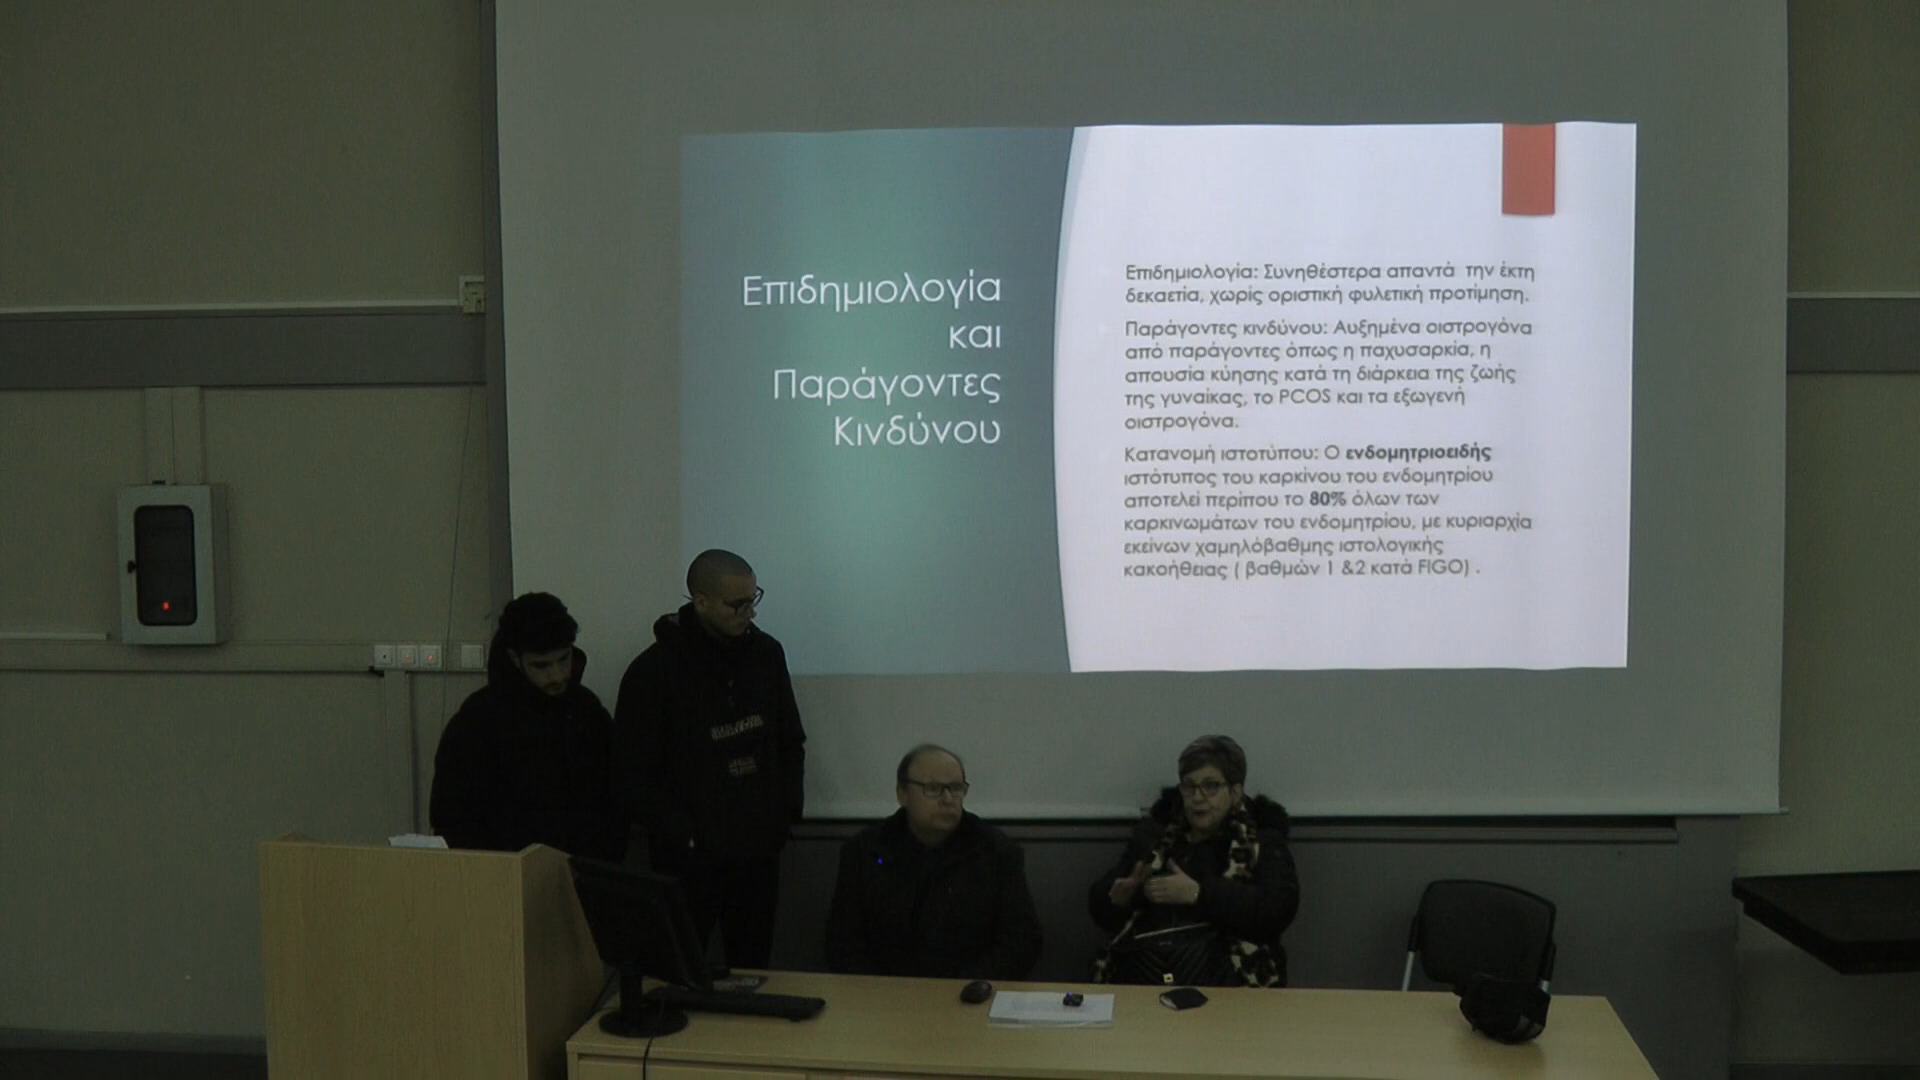 Επιδημιολογία
και
Παράγοντες
Κινδύνου
Επιδημιολογία: Συνηθέστερα απαντά την έκτη
δεκαετία, χωρίς οριστική φυλετική προτίμηση.
Παράγοντες κινδύνου: Αυξημένα οιστρογόνα
από παράγοντες όπως η παχυσαρκία, η
απουσία κύησης κατά τη διάρκεια της ζωής
της γυναίκας, το PCOS και τα εξωγενή
οιστρογόνα.
Κατανομή ιστοτύπου: Ο ενδομητριοειδής
ιστότυπος του καρκίνου του ενδομητρίου
αποτελεί περίπου το 80% όλων των
καρκινωμάτων του ενδομητρίου, με κυριαρχία
εκείνων χαμηλόβαθμης ιστολογικής
κακοήθειας ( βαθμών 1 &2 κατά FIGO) .